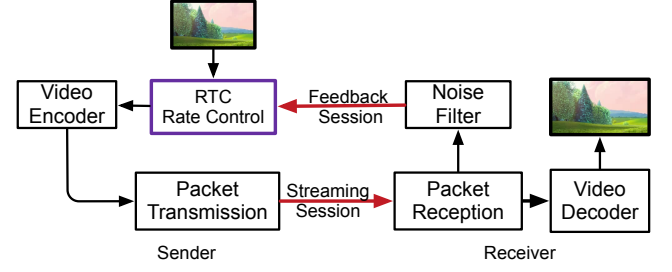 Video
Encoder
RTC
Rate Control
Feedback
Session
Noise
Filter
Packet
Transmission
Streaming
Session
Packet
Reception
Video
Decoder
Sender
Receiver